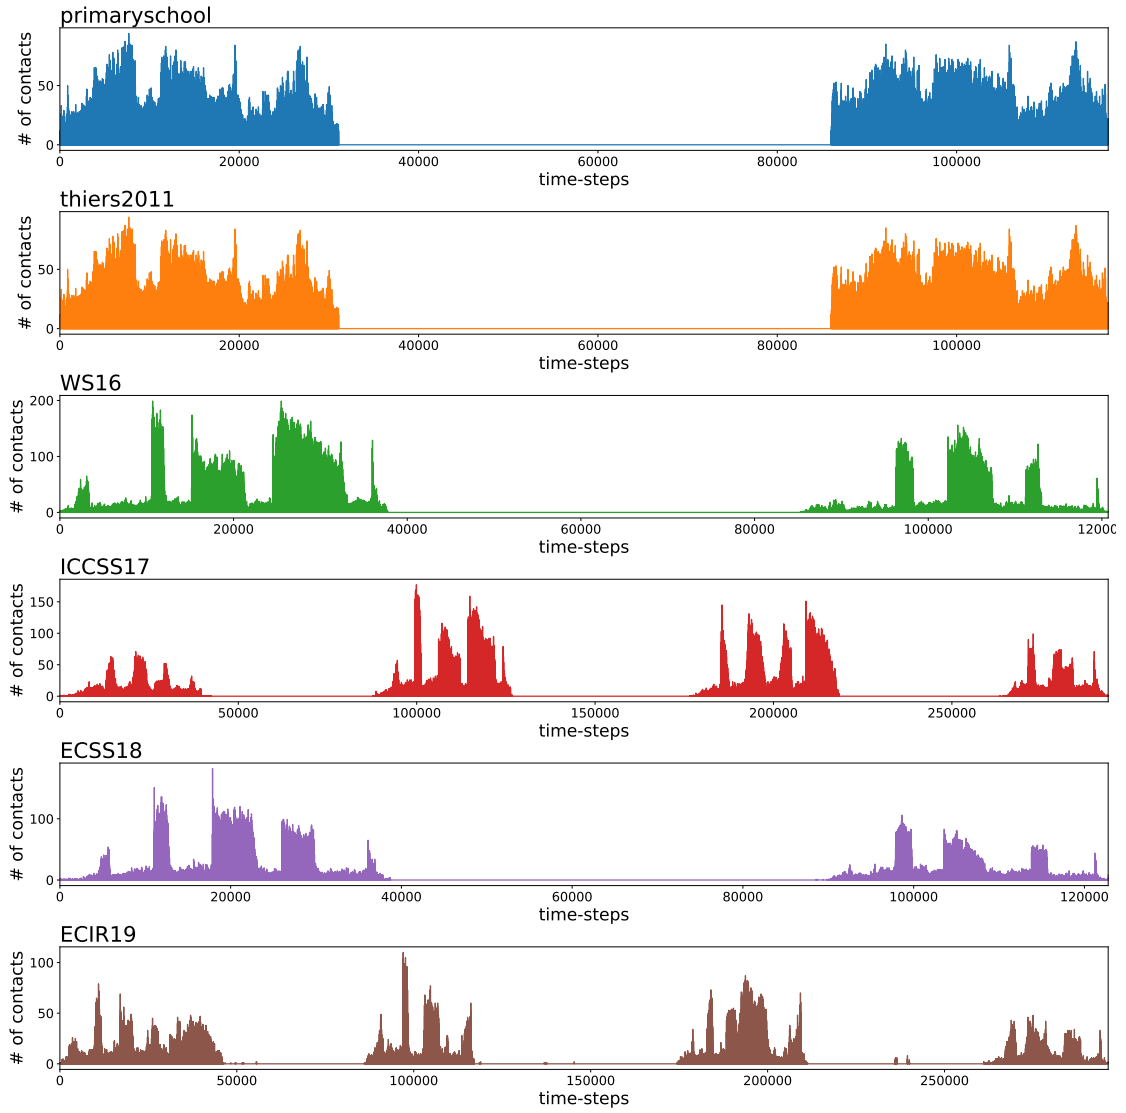 primaryschool
# of contacts
50
0
0 20000 40000 60000 80000 100000
time-steps
thiers2011
# of contacts
50
0
0 20000 40000 60000 80000 100000
time-steps
WS16
# of contacts
200
100
0
0 20000 40000 60000 80000 100000 12000
time-steps
ICCSS17
# of contacts
150
100
50
0
0 50000 100000 150000 200000 250000
time-steps
ECSS18
# of contacts
100
0
0 20000 40000 60000 80000 100000 120000
time-steps
ECIR19
# of contacts
100
50
0
0 50000 100000 150000 200000 250000
time-steps